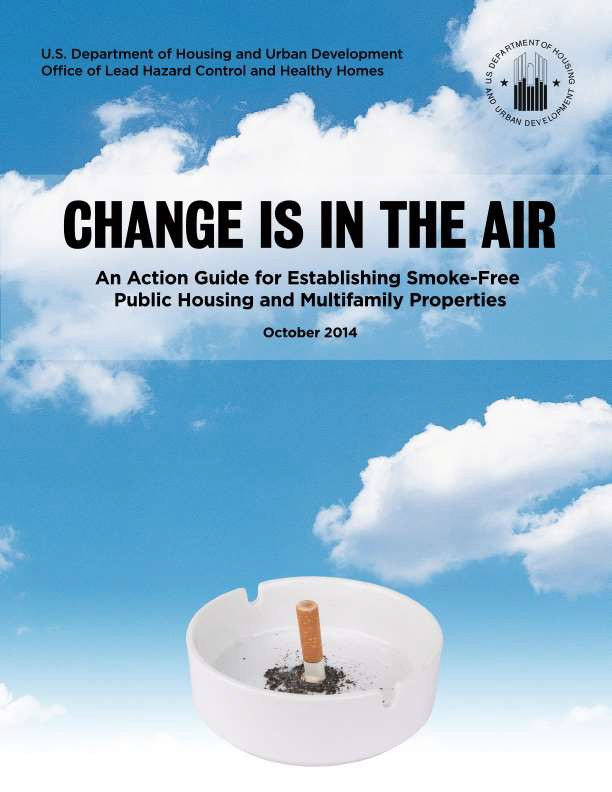 U.S. Department of Housing and Urban Development
Office of Lead Hazard Control and Healthy Homes
U.S. DEPARTMENT OF HOUSING
AND URBAN DEVELOPMENT
CHANGE IS IN THE AIR
An Action Guide for Establishing Smoke-Free
Public Housing and Multifamily Properties
October 2014